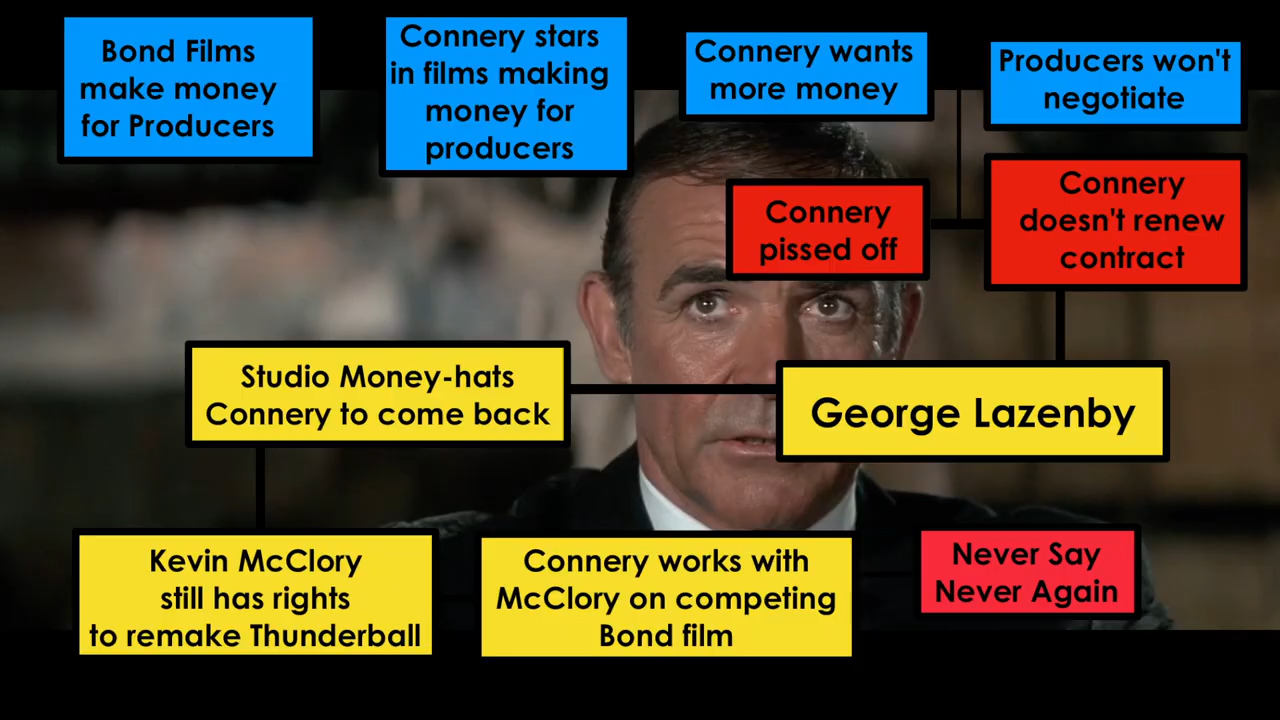 Bond Films
make money
for Producers
Connery stars
in films making
money for
producers
Connery wants
more money
Producers won't
negotiate
Connery
pissed off
Connery
doesn't renew
contract
Studio Money-hats
Connery to come back
George Lazenby
Kevin McClory
still has rights
to remake Thunderball
Connery works with
McClory on competing
Bond film
Never Say
Never Again